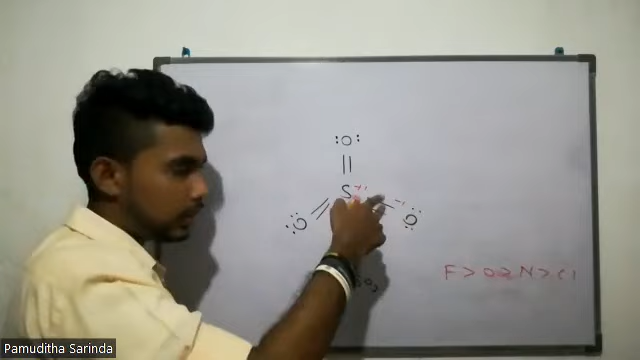 :O:
S
O
O
F > O > N > Cl
Pamuditha Sarinda